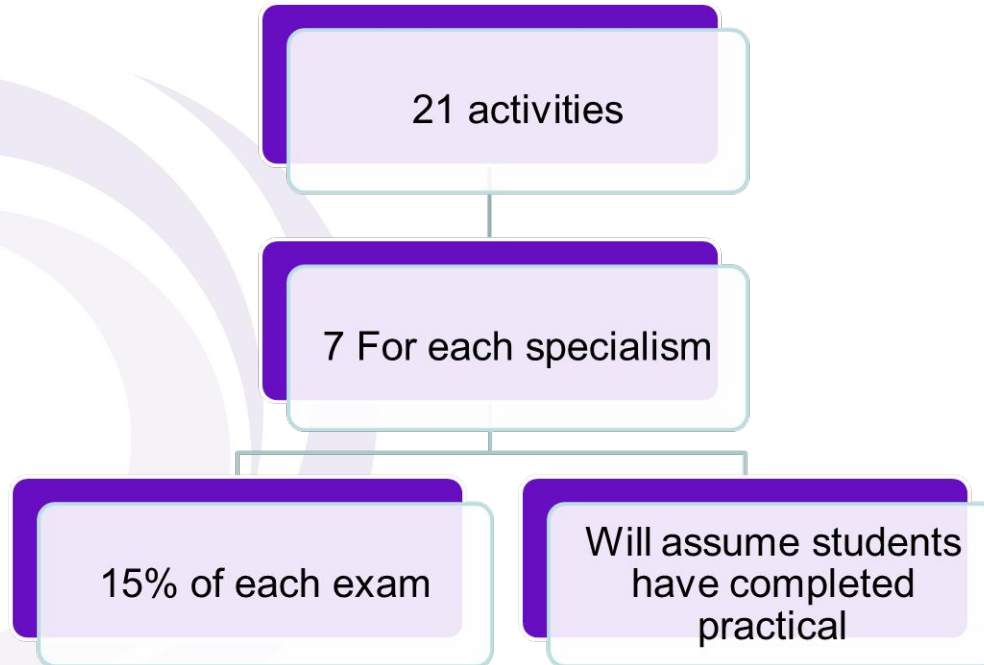 21 activities
7 For each specialism
15% of each exam
Will assume students
have completed
practical